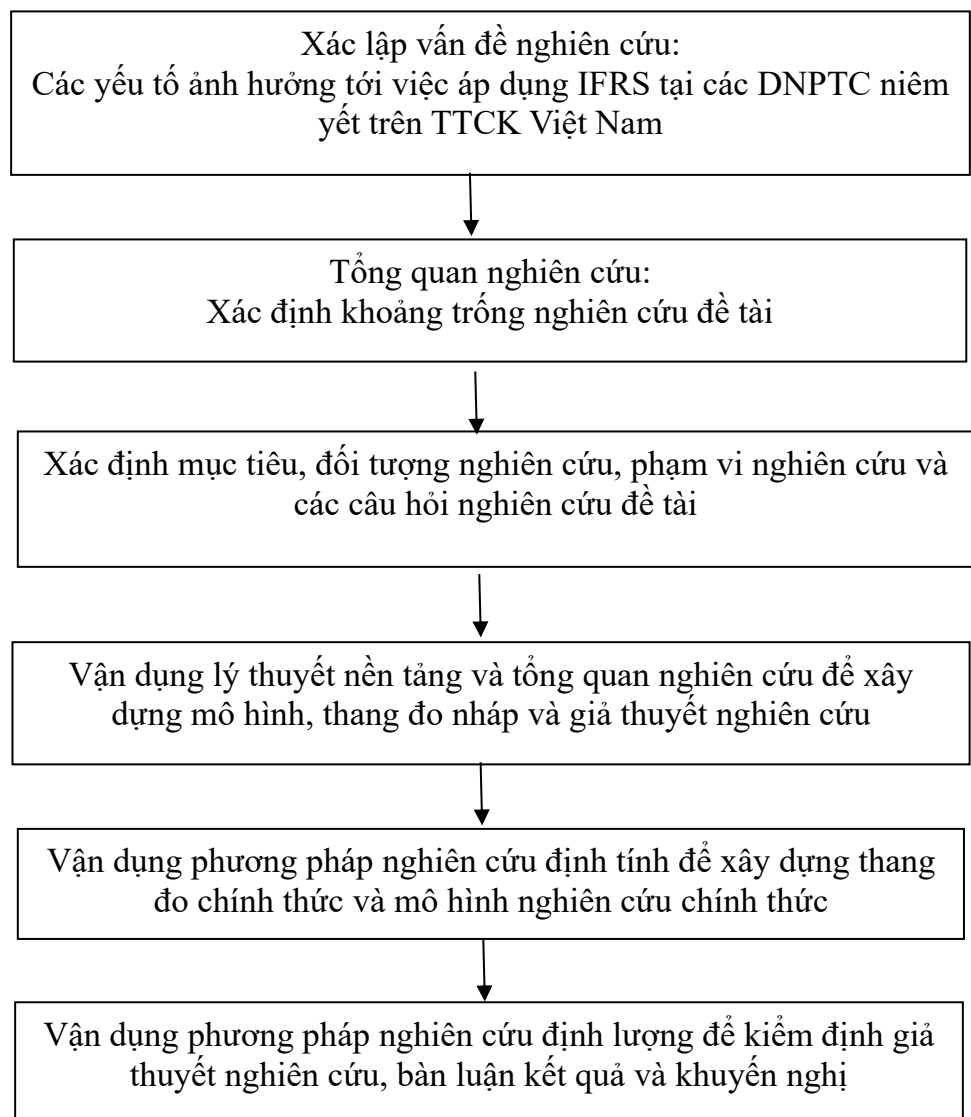 Xác lập vấn đề nghiên cứu:
Các yếu tố ảnh hưởng tới việc áp dụng IFRS tại các DNPTC niêm
yết trên TTCK Việt Nam
Tổng quan nghiên cứu:
Xác định khoảng trống nghiên cứu đề tài
Xác định mục tiêu, đối tượng nghiên cứu, phạm vi nghiên cứu và
các câu hỏi nghiên cứu đề tài
Vận dụng lý thuyết nền tảng và tổng quan nghiên cứu để xây
dựng mô hình, thang đo nháp và giả thuyết nghiên cứu
Vận dụng phương pháp nghiên cứu định tính để xây dựng thang
đo chính thức và mô hình nghiên cứu chính thức
Vận dụng phương pháp nghiên cứu định lượng để kiểm định giả
thuyết nghiên cứu, bàn luận kết quả và khuyến nghị